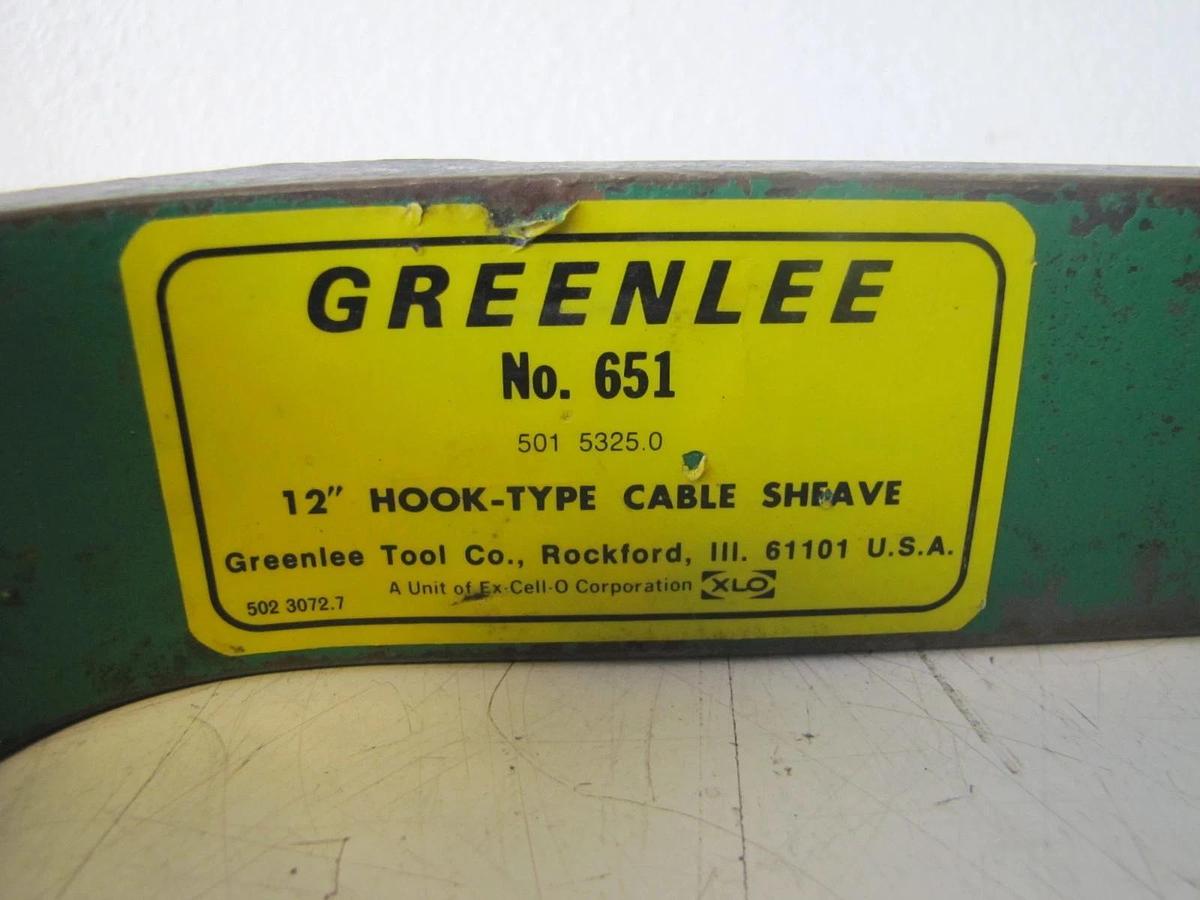 GREENLEE
No. 651
501 5325.0
12" HOOK-TYPE CABLE SHEAVE
Greenlee Tool Co., Rockford, Ill. 61101 U.S.A.
A Unit of Ex-Cell-O Corporation XLO
502 3072.7